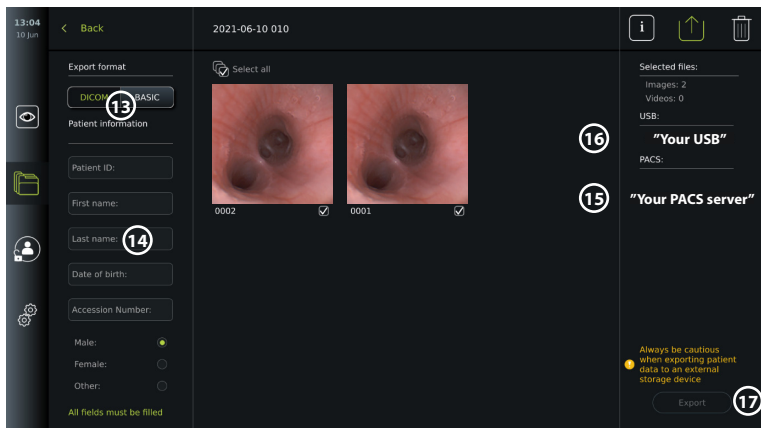 13:04
10 Jun
Back
2021-06-10 010
i
Export format
DICOM
13
BASIC
Patient information
Patient ID:
First name:
Last name:
14
Date of birth:
Accession Number:
Male:
Female:
Other:
All fields must be filled
Select all
0002
0001
Selected files:
Images: 2
Videos: 0
USB:
16
"Your USB"
PACS:
15
"Your PACS server"
! Always be cautious
when exporting patient
data to an external
storage device
Export
17